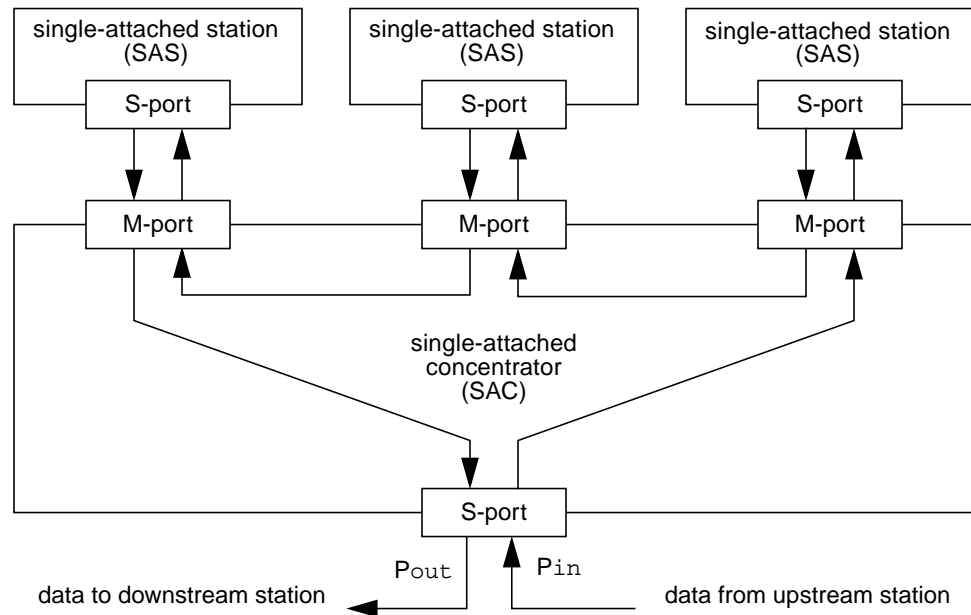 single-attached station
(SAS)
single-attached station
(SAS)
single-attached station
(SAS)
S-port
S-port
S-port
M-port
M-port
M-port
single-attached
concentrator
(SAC)
S-port
Pout
Pin
data to downstream station
data from upstream station